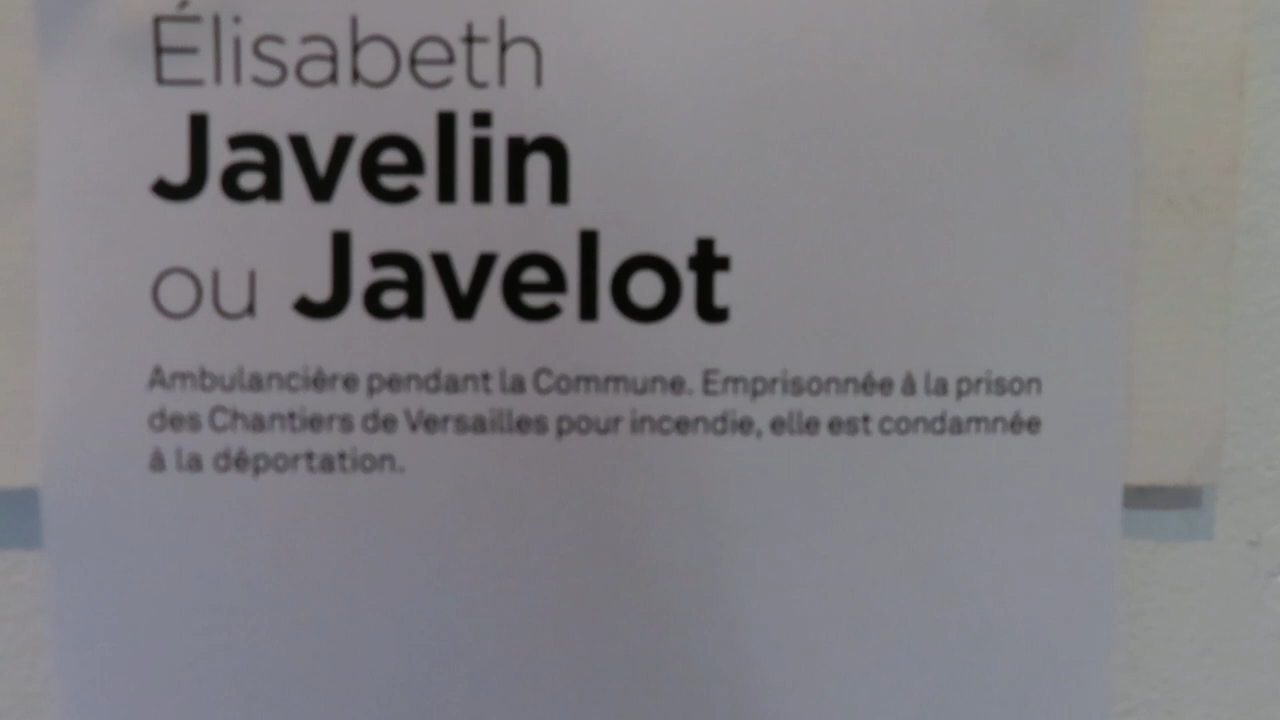 Élisabeth
Javelin
ou Javelot
Ambulancière pendant la Commune. Emprisonnée à la prison
des Chantiers de Versailles pour incendie, elle est condamnée
à la déportation.